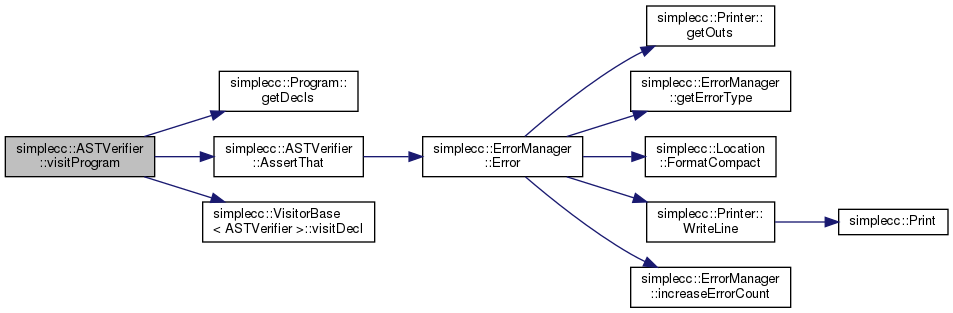 simplecc::ASTVerifier
::visitProgram
simplecc::Program::
getDecls
simplecc::ASTVerifier
::AssertThat
simplecc::VisitorBase
< ASTVerifier >::visitDecl
simplecc::ErrorManager
::Error
simplecc::Printer::
getOuts
simplecc::ErrorManager
::getErrorType
simplecc::Location
::FormatCompact
simplecc::Printer::
WriteLine
simplecc::ErrorManager
::increaseErrorCount
simplecc::Print